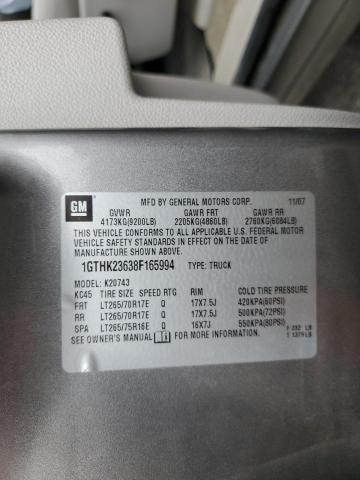 GM
MFD BY GENERAL MOTORS CORP. 11/07
GVWR GAWR FRT GAWR RR
4173KG(9200LB) 2205KG(4860LB) 2760KG(6084LB)
THIS VEHICLE CONFORMS TO ALL APPLICABLE U.S. FEDERAL MOTOR
VEHICLE SAFETY STANDARDS IN EFFECT ON THE DATE OF
MANUFACTURE SHOWN ABOVE.
1GTHK23638F165994 TYPE: TRUCK
MODEL: K20743
KC45 TIRE SIZE SPEED RTG RIM COLD TIRE PRESSURE
FRT LT265/70R17E Q 17X7.5J 420KPA(60PSI)
RR LT265/70R17E Q 17X7.5J 500KPA(72PSI)
SPA LT265/75R16E Q 16X7J 550KPA(80PSI)
SEE OWNER'S MANUAL FOR MORE INFORMATION. F 232 LB
1379 LB